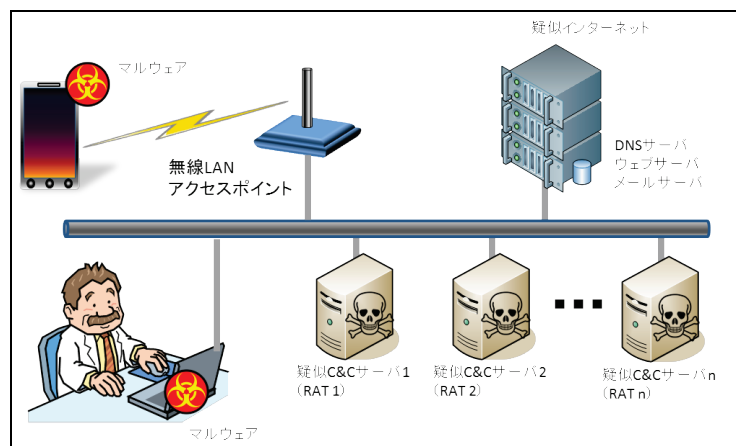 マルウェア
疑似インターネット
DNSサーバ
ウェブサーバ
メールサーバ
無線LAN
アクセスポイント
疑似C&Cサーバ1
(RAT 1)
疑似C&Cサーバ2
(RAT 2)
疑似C&Cサーバn
(RAT n)
マルウェア